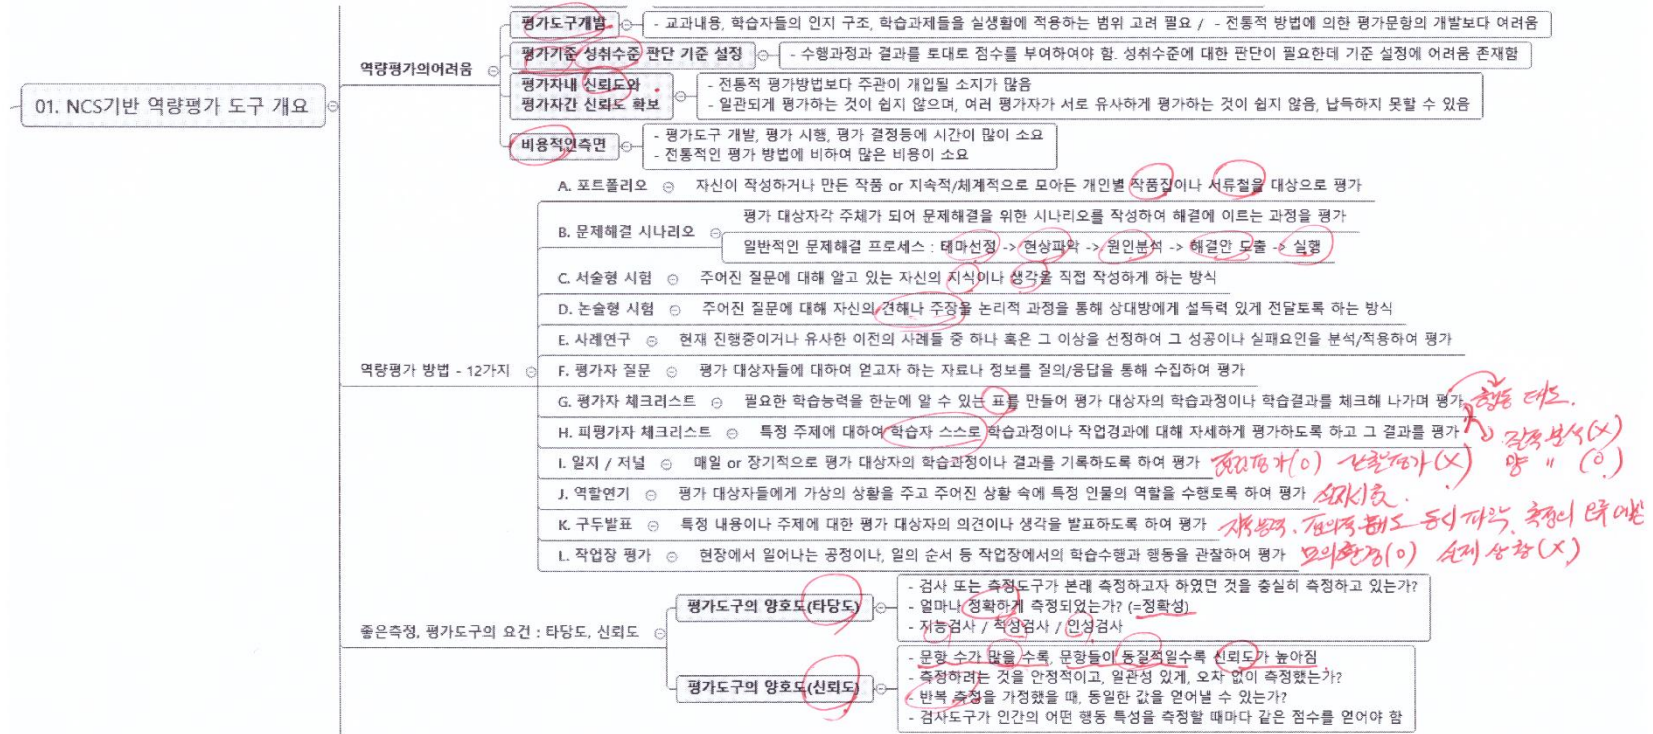 01. NCS기반 역량평가 도구 개요
역량평가의어려움
평가도구개발
- 교과내용, 학습자들의 인지 구조, 학습과제들을 실생활에 적용하는 범위 고려 필요 / - 전통적 방법에 의한 평가문항의 개발보다 여려움
평가기준 성취수준 판단 기준 설정
- 수행과정과 결과를 토대로 점수를 부여하여야 함. 성취수준에 대한 판단이 필요한데 기준 설정에 어려움 존재함
평가자내 신뢰도와
평가자간 신뢰도 확보
- 전통적 평가방법보다 주관이 개입될 소지가 많음
- 일관되게 평가하는 것이 쉽지 않으며, 여러 평가자가 서로 유사하게 평가하는 것이 쉽지 않음, 납득하지 못할 수 있음
비용적인측면
- 평가도구 개발, 평가 시행, 평가 결정등에 시간이 많이 소요
- 전통적인 평가 방법에 비하여 많은 비용이 소요
역량평가 방법 - 12가지
A. 포트폴리오 자신이 작성하거나 만든 작품 or 지속적/체계적으로 모아든 개인별 작품집이나 서류철을 대상으로 평가
B. 문제해결 시나리오
평가 대상자각 주체가 되어 문제해결을 위한 시나리오를 작성하여 해결에 이르는 과정을 평가
일반적인 문제해결 프로세스 : 테마선정 -> 현상파악 -> 원인분석 -> 해결안 도출 -> 실행
C. 서술형 시험 주어진 질문에 대해 알고 있는 자신의 지식이나 생각을 직접 작성하게 하는 방식
D. 논술형 시험 주어진 질문에 대해 자신의 견해나 주장을 논리적 과정을 통해 상대방에게 설득력 있게 전달토록 하는 방식
E. 사례연구 현재 진행중이거나 유사한 이전의 사례들 중 하나 혹은 그 이상을 선정하여 그 성공이나 실패요인을 분석/적용하여 평가
F. 평가자 질문 평가 대상자들에 대하여 얻고자 하는 자료나 정보를 질의/응답을 통해 수집하여 평가
G. 평가자 체크리스트 필요한 학습능력을 한눈에 알 수 있는 표를 만들어 평가 대상자의 학습과정이나 학습결과를 체크해 나가며 평가 행동 태도.
H. 피평가자 체크리스트 특정 주제에 대하여 학습자 스스로 학습과정이나 작업경과에 대해 자세하게 평가하도록 하고 그 결과를 평가 질적분석(X)
양 " (O)
I. 일지 / 저널 매일 or 장기적으로 평가 대상자의 학습과정이나 결과를 기록하도록 하여 평가 (O) 관찰평가(X)
J. 역할연기 평가 대상자들에게 가상의 상황을 주고 주어진 상황 속에 특정 인물의 역할을 수행토록 하여 평가
K. 구두발표 특정 내용이나 주제에 대한 평가 대상자의 의견이나 생각을 발표하도록 하여 평가 동시 파악, 측정의 오류
L. 작업장 평가 현장에서 일어나는 공정이나, 일의 순서 등 작업장에서의 학습수행과 행동을 관찰하여 평가 모의환경(O) 실제 상황(X)
좋은측정, 평가도구의 요건 : 타당도, 신뢰도
평가도구의 양호도(타당도)
- 검사 또는 측정도구가 본래 측정하고자 하였던 것을 충실히 측정하고 있는가?
- 얼마나 정확하게 측정되었는가? (=정확성)
- 지능검사 / 적성검사 / 인성검사
평가도구의 양호도(신뢰도)
- 문항 수가 많을 수록, 문항들이 동질적일수록 신뢰도가 높아짐
- 측정하려는 것을 안정적이고, 일관성 있게, 오차 없이 측정했는가?
- 반복 측정을 가정했을 때, 동일한 값을 얻어낼 수 있는가?
- 검사도구가 인간의 어떤 행동 특성을 측정할 때마다 같은 점수를 얻어야 함